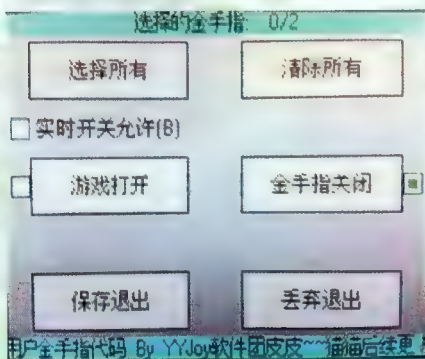 选择的金手指: 0/2
选择所有
清除所有
实时开关允许(B)
游戏打开
金手指关闭
保存退出
丢弃退出
用户金手指代码 By YYJoy软件团皮皮~~猫猫后续更